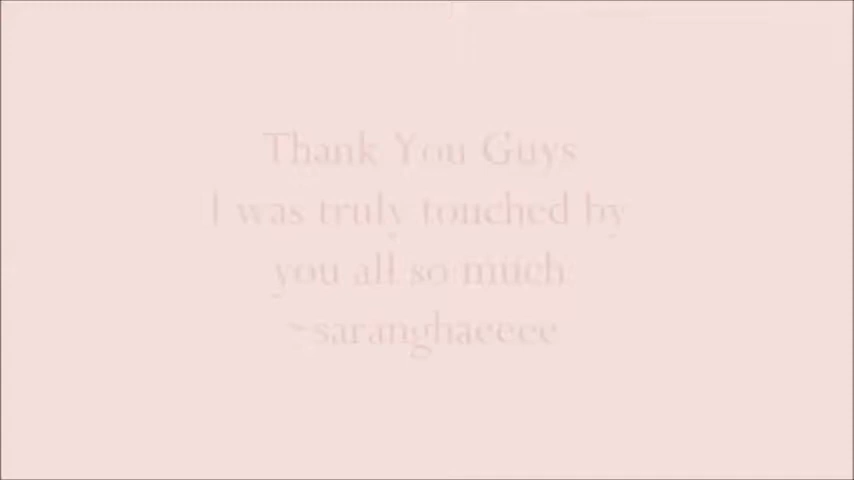 Thank You Guys
I was truly touched by
you all so much
~saranghaeeee